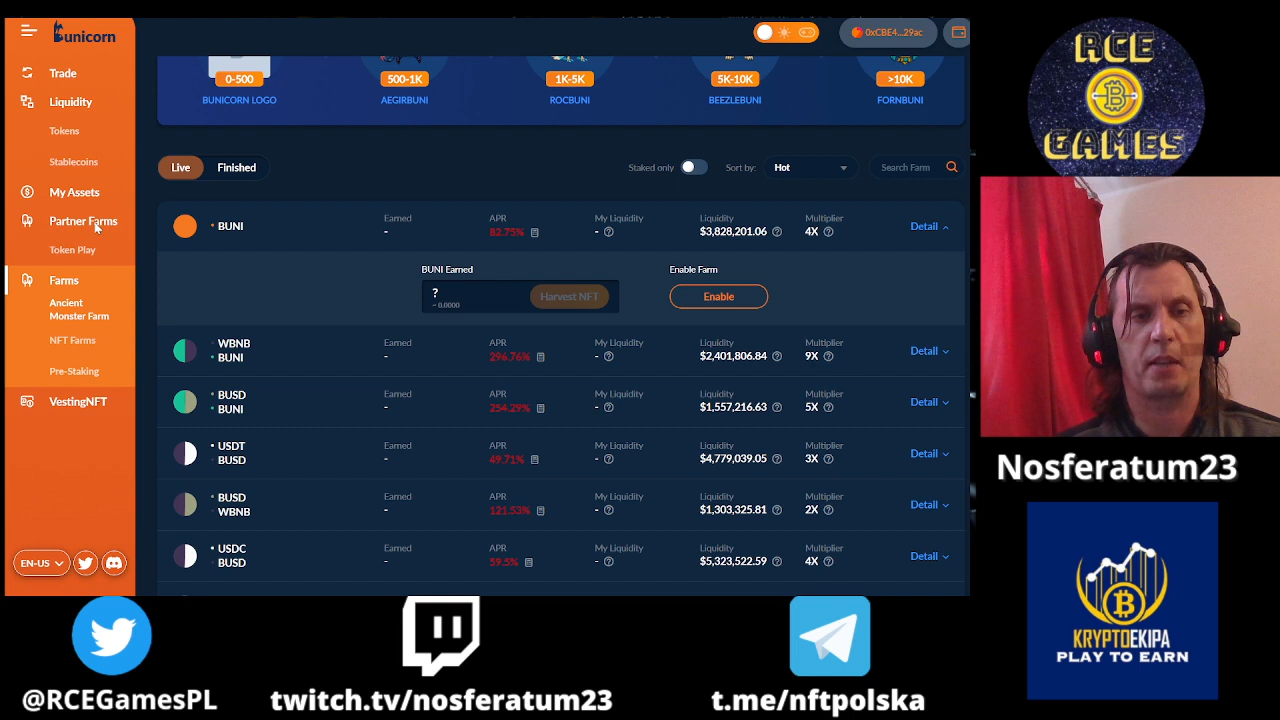 Bunicorn
Trade
Liquidity
Tokens
Stablecoins
My Assets
Partner Farms
Token Play
Farms
Ancient
Monster Farm
NFT Farms
Pre-Staking
VestingNFT
EN-US
0xCBE4...29ac
0-500
500-1K
1K-5K
5K-10K
>10K
BUNICORN LOGO
AEGIRBUNI
ROCBUNI
BEEZLEBUNI
FORNBUNI
Live
Finished
Staked only
Sort by:
Hot
Search Farm
BUNI
Earned
-
APR
82.75%
My Liquidity
-
Liquidity
$3,828,201.06
Multiplier
4X
Detail
BUNI Earned
?
~ 0.0000
Harvest NFT
Enable Farm
Enable
WBNB
BUNI
Earned
-
APR
296.76%
My Liquidity
-
Liquidity
$2,401,806.84
Multiplier
9X
Detail
BUSD
BUNI
Earned
-
APR
254.29%
My Liquidity
-
Liquidity
$1,557,216.63
Multiplier
5X
Detail
USDT
BUSD
Earned
-
APR
49.71%
My Liquidity
-
Liquidity
$4,779,039.05
Multiplier
3X
Detail
BUSD
WBNB
Earned
-
APR
121.53%
My Liquidity
-
Liquidity
$1,303,325.81
Multiplier
2X
Detail
USDC
BUSD
Earned
-
APR
59.5%
My Liquidity
-
Liquidity
$5,323,522.59
Multiplier
4X
Detail
RCE
GAMES
Nosferatum23
KRYPTOEKIPA
PLAY TO EARN
@RCEGamesPL
twitch.tv/nosferatum23
t.me/nftpolska